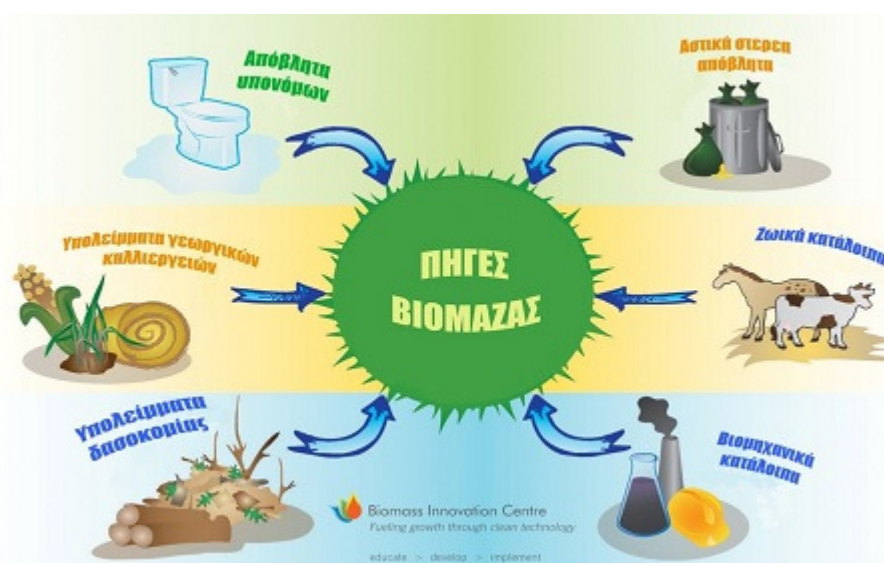 Απόβλητα
υπονόμων
Αστικά στερεα
απόβλητα
Υπολείμματα γεωργικών
καλλιεργειών
ΠΗΓΕΣ
ΒΙΟΜΑΖΑΣ
Ζωικά κατάλοιπα
Υπολείμματα
δασοκομίας
Βιομηχανικά
κατάλοιπα
Biomass Innovation Centre
Fueling growth through clean technology
educate > develop > implement